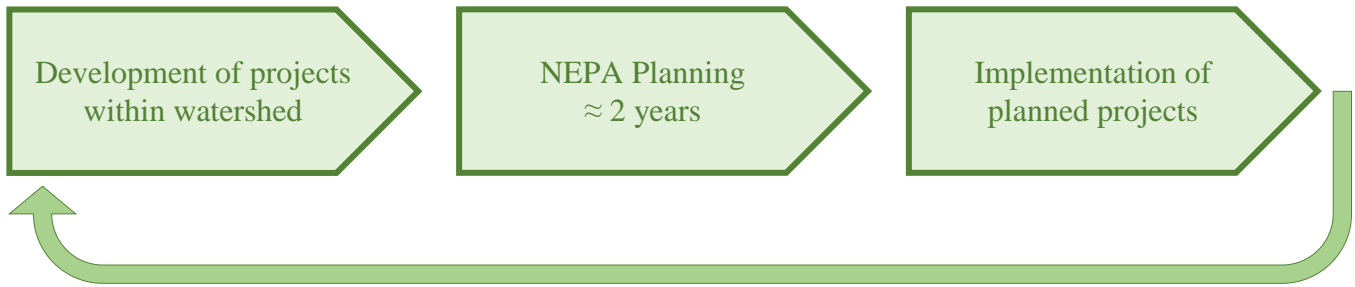 Development of projects
within watershed
NEPA Planning
≈ 2 years
Implementation of
planned projects